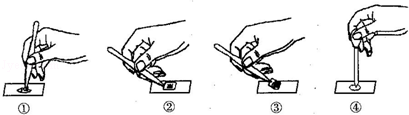 ① ② ③ ④